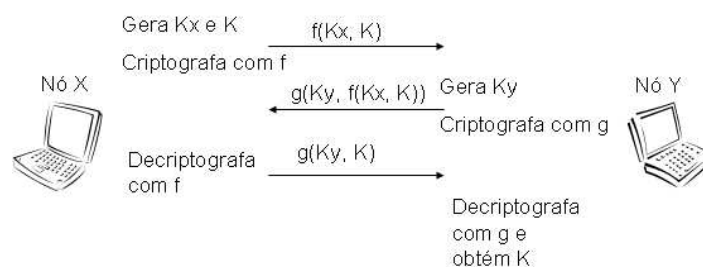 Gera Kx e K
f(Kx, K)
Criptografa com f
Nó X
Nó Y
g(Ky, f(Kx, K))
Gera Ky
Criptografa com g
Decriptografa
com f
g(Ky, K)
Decriptografa
com g e
obtém K